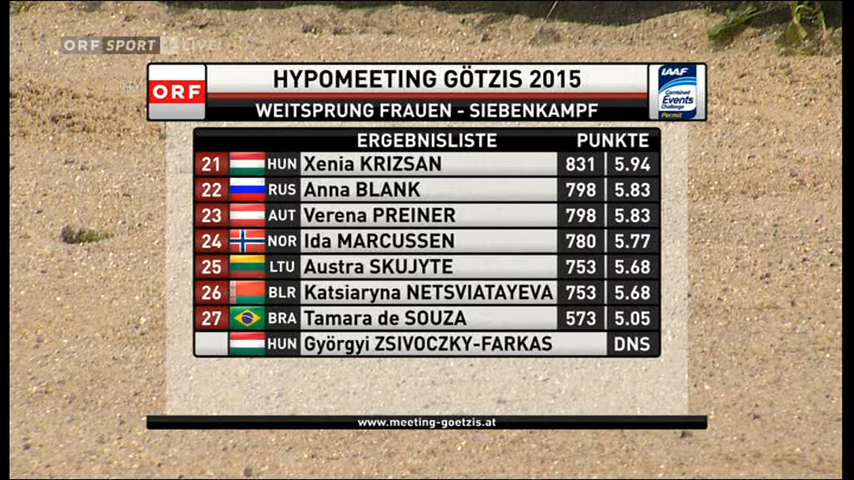 ORF SPORT LIVE
ORF
HYPOMEETING GÖTZIS 2015
WEITSPRUNG FRAUEN - SIEBENKAMPF
IAAF
Combined
Events
Challenge
Permit
ERGEBNISLISTE PUNKTE
21 HUN Xenia KRIZSAN 831 5.94
22 RUS Anna BLANK 798 5.83
23 AUT Verena PREINER 798 5.83
24 NOR Ida MARCUSSEN 780 5.77
25 LTU Austra SKUJYTE 753 5.68
26 BLR Katsiaryna NETSVIATAYEVA 753 5.68
27 BRA Tamara de SOUZA 573 5.05
HUN Györgyi ZSIVOCZKY-FARKAS DNS
www.meeting-goetzis.at